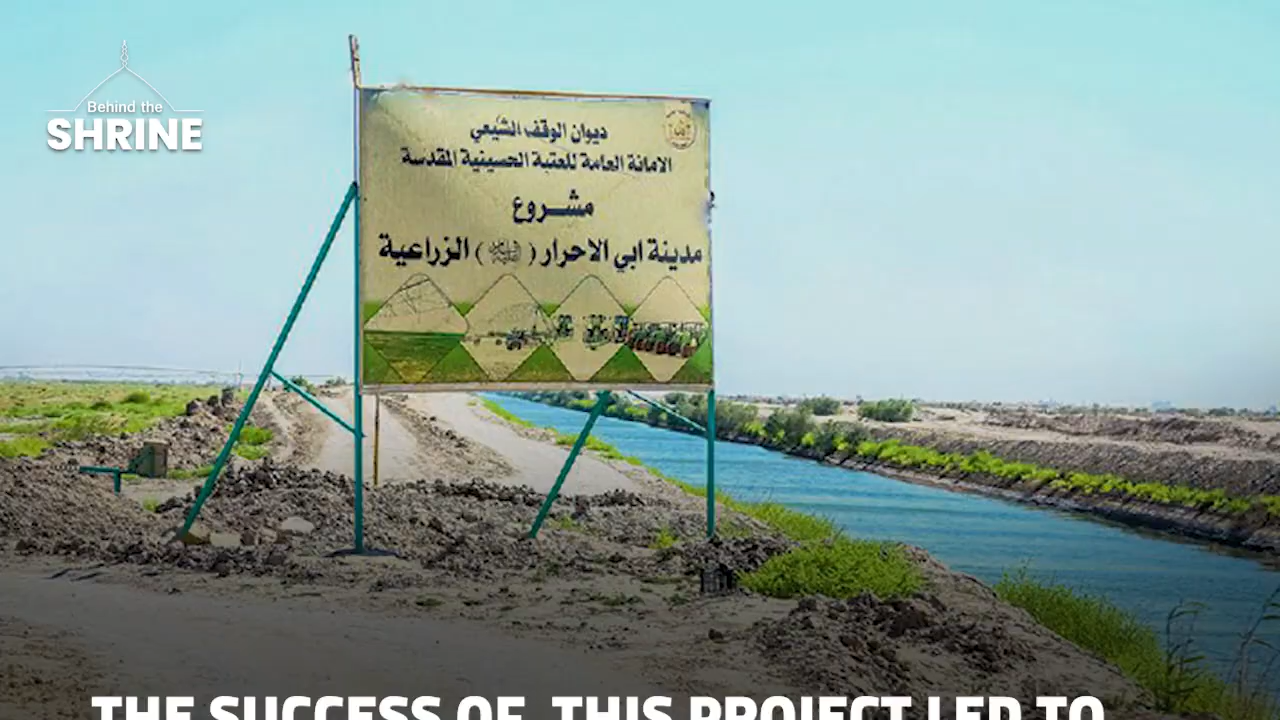 Behind the
SHRINE
ديوان الوقف الشيعي
الامانة العامة للعتبة الحسينية المقدسة
مشـــروع
مدينة ابي الاحرار ( ) الزراعية
THE SUCCESS OF THIS PROJECT LED TO